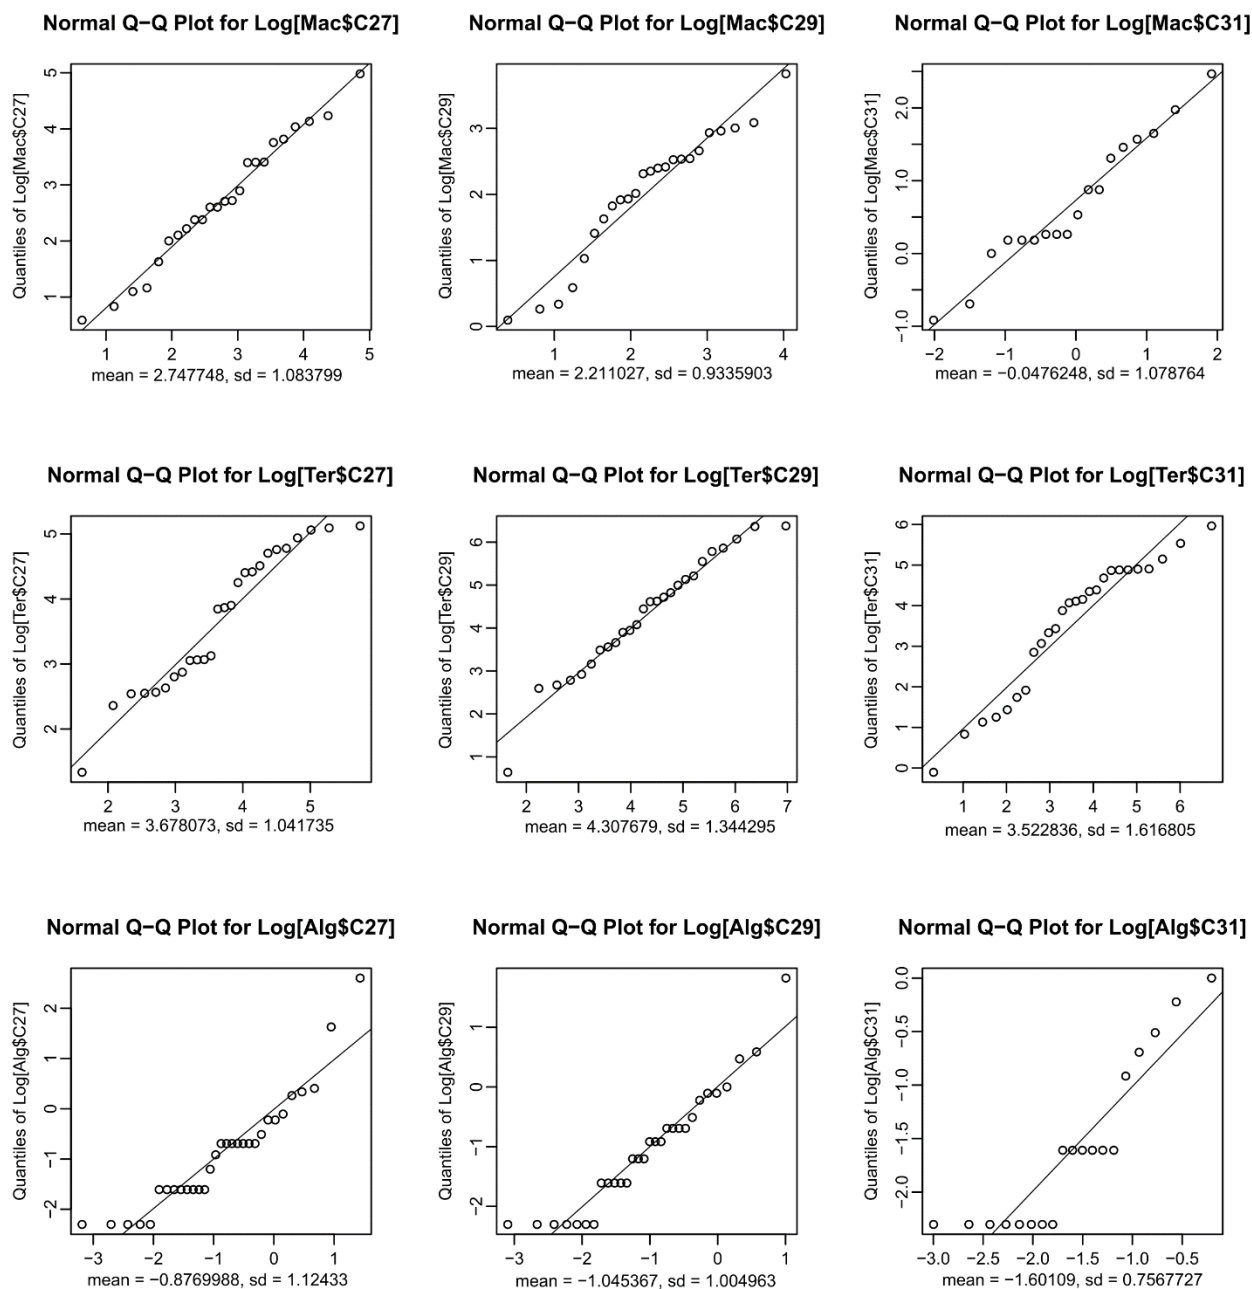 Normal Q−Q Plot for Log[Mac$C27]
Quantiles of Log[Mac$C27]
5
4
3
2
1
1 2 3 4 5
mean = 2.747748, sd = 1.083799
Normal Q−Q Plot for Log[Mac$C29]
Quantiles of Log[Mac$C29]
3
2
1
0
1 2 3 4
mean = 2.211027, sd = 0.9335903
Normal Q−Q Plot for Log[Mac$C31]
Quantiles of Log[Mac$C31]
2.0
1.0
0.0
−1.0
−2 −1 0 1 2
mean = −0.0476248, sd = 1.078764
Normal Q−Q Plot for Log[Ter$C27]
Quantiles of Log[Ter$C27]
5
4
3
2
2 3 4 5
mean = 3.678073, sd = 1.041735
Normal Q−Q Plot for Log[Ter$C29]
Quantiles of Log[Ter$C29]
6
5
4
3
2
1
2 3 4 5 6 7
mean = 4.307679, sd = 1.344295
Normal Q−Q Plot for Log[Ter$C31]
Quantiles of Log[Ter$C31]
6
5
4
3
2
1
0
1 2 3 4 5 6
mean = 3.522836, sd = 1.616805
Normal Q−Q Plot for Log[Alg$C27]
Quantiles of Log[Alg$C27]
2
1
0
−1
−2
−3 −2 −1 0 1
mean = −0.8769988, sd = 1.12433
Normal Q−Q Plot for Log[Alg$C29]
Quantiles of Log[Alg$C29]
1
0
−1
−2
−3 −2 −1 0 1
mean = −1.045367, sd = 1.004963
Normal Q−Q Plot for Log[Alg$C31]
Quantiles of Log[Alg$C31]
0.0
−0.5
−1.0
−1.5
−2.0
−3.0 −2.5 −2.0 −1.5 −1.0 −0.5
mean = −1.60109, sd = 0.7567727